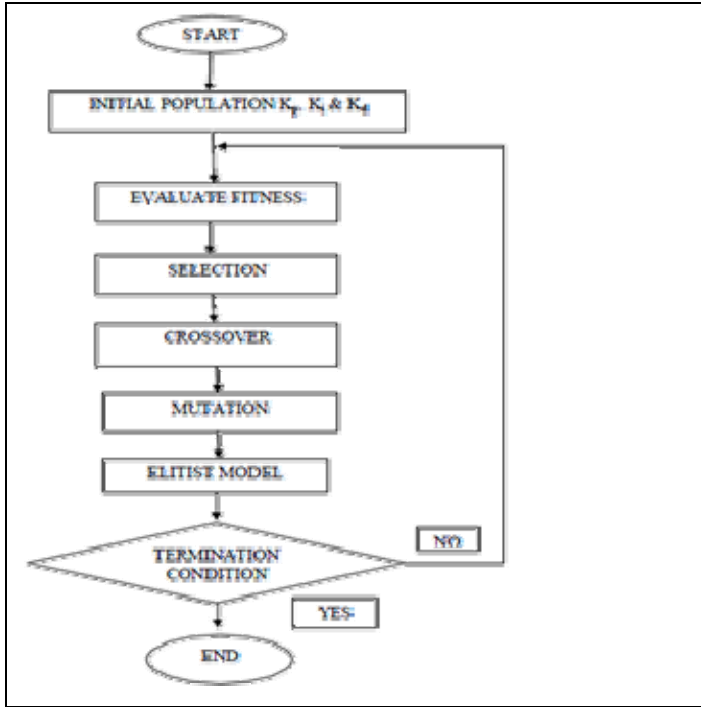 START
INITIAL POPULATION Kp, Ki & Kd
EVALUATE FITNESS
SELECTION
CROSSOVER
MUTATION
ELITIST MODEL
TERMINATION
CONDITION
NO
YES
END